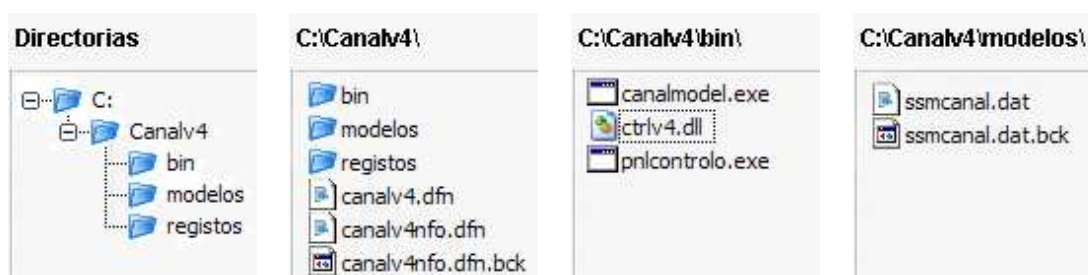 Directorias
C:
Canalv4
bin
modelos
registos
C:\Canalv4\
bin
modelos
registos
canalv4.dfn
canalv4nfo.dfn
canalv4nfo.dfn.bck
C:\Canalv4\bin\
canalmodel.exe
ctrlv4.dll
pnlcontrolo.exe
C:\Canalv4\modelos\
ssmcanal.dat
ssmcanal.dat.bck